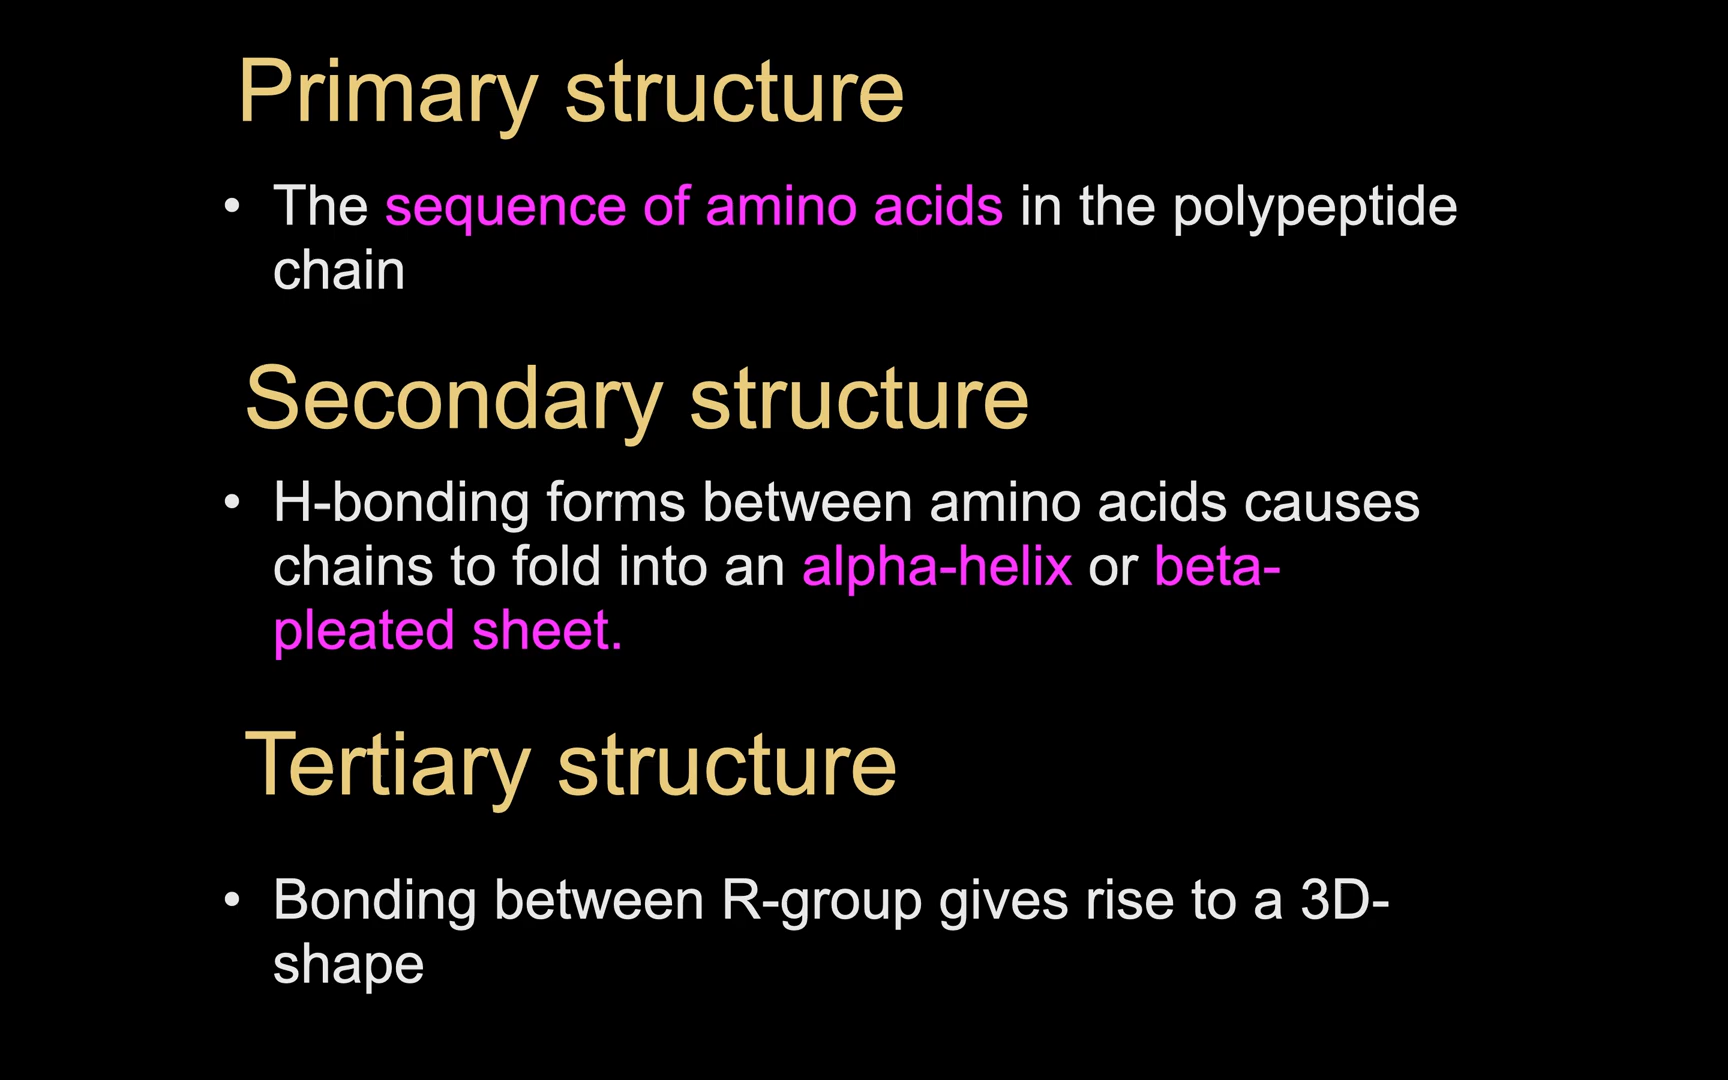 Primary structure
• The sequence of amino acids in the polypeptide
chain
Secondary structure
• H-bonding forms between amino acids causes
chains to fold into an alpha-helix or beta-
pleated sheet.
Tertiary structure
• Bonding between R-group gives rise to a 3D-
shape